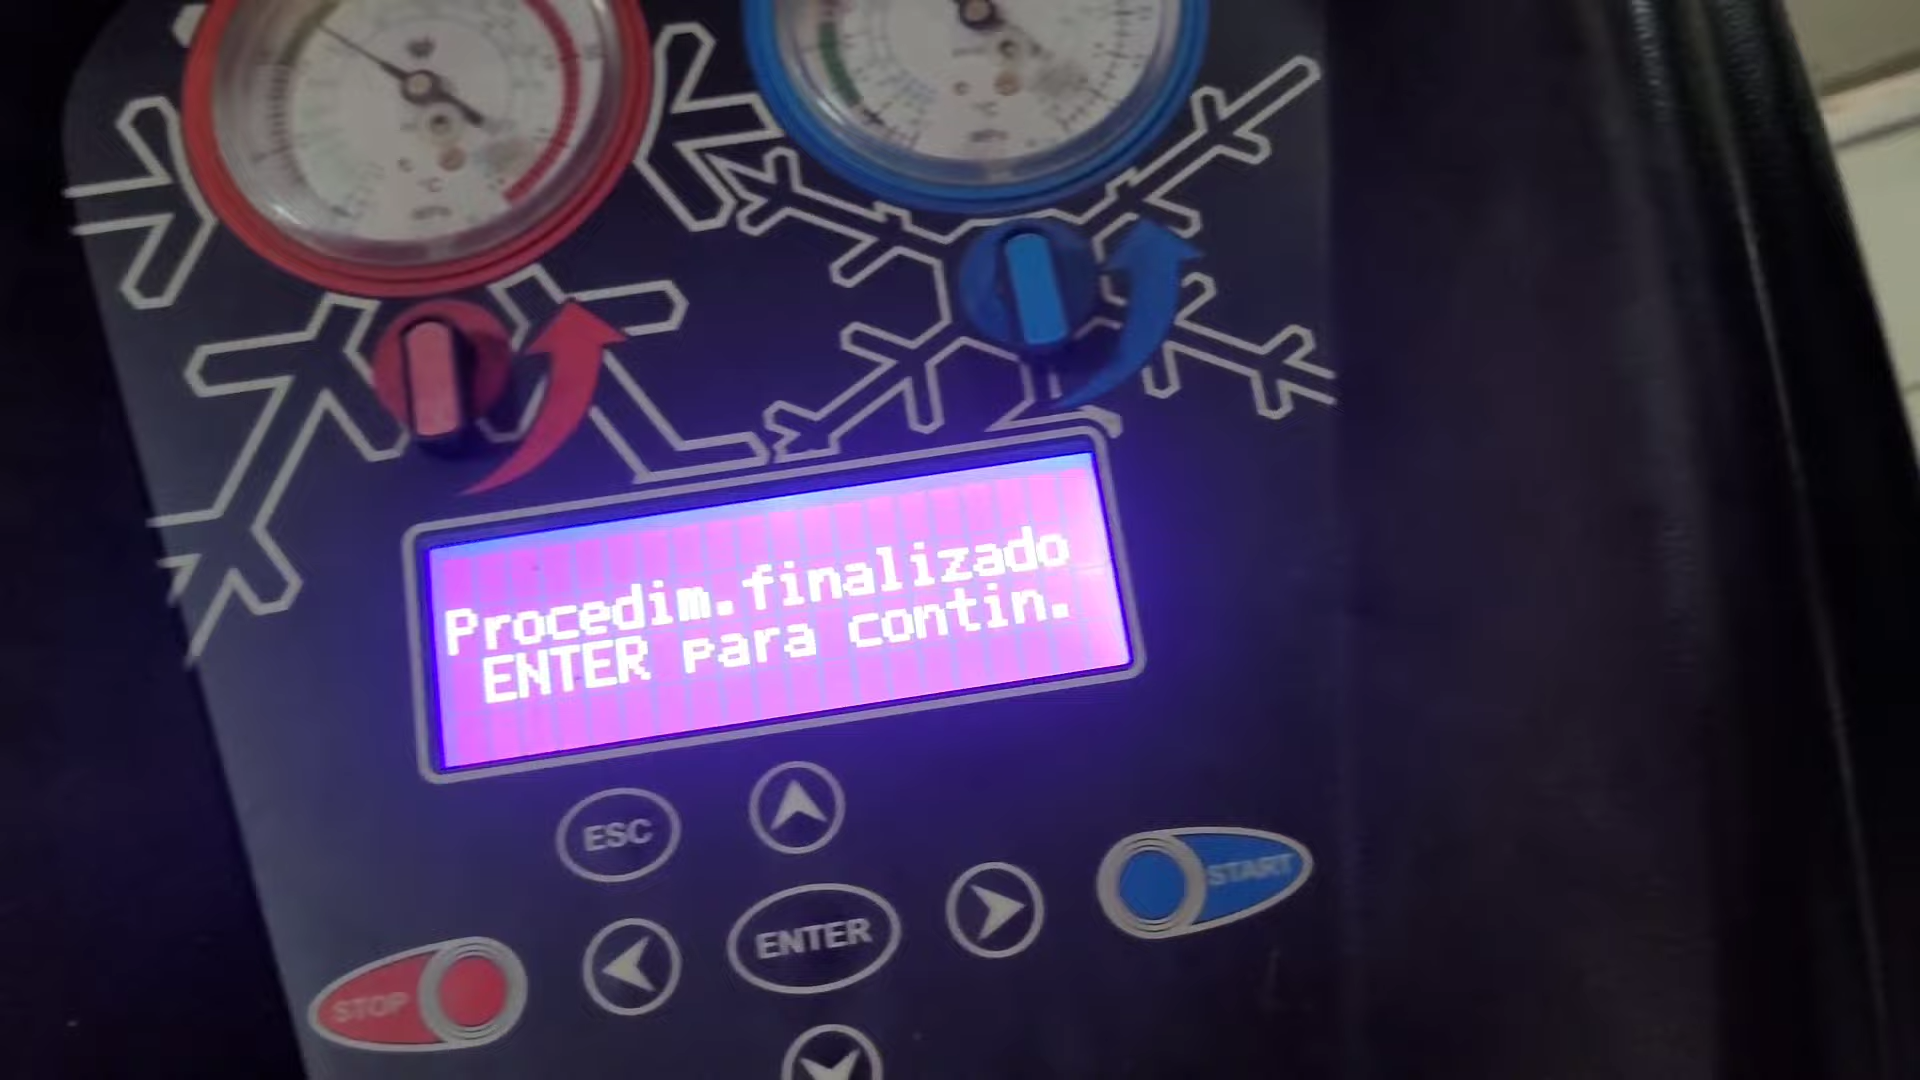 Procedim.finalizado
ENTER para contin.
ESC
ENTER
START
STOP
°C